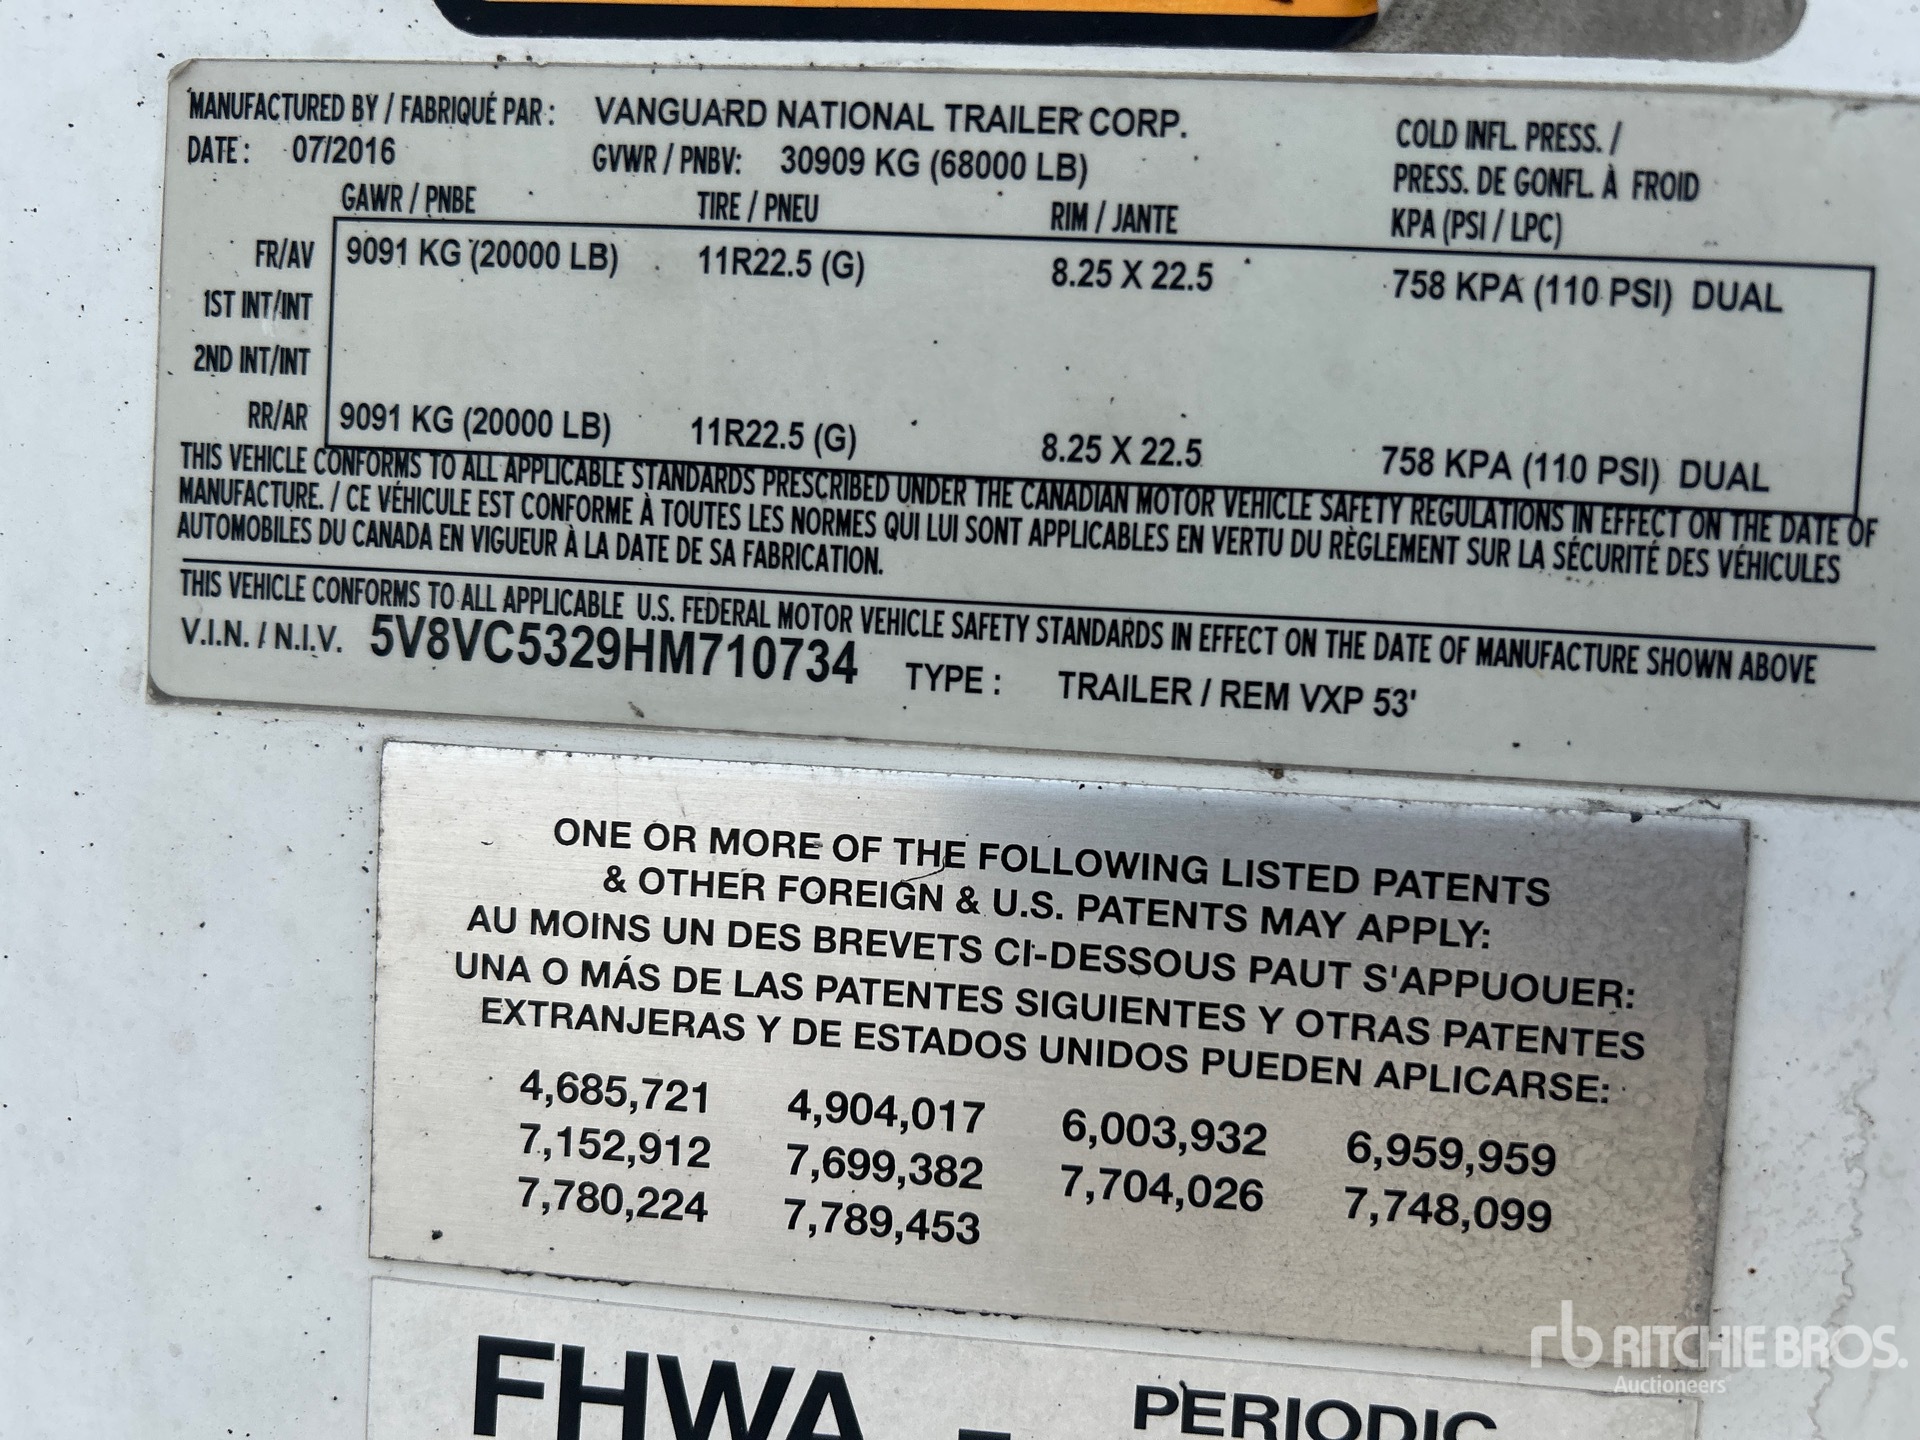 MANUFACTURED BY / FABRIQUÉ PAR : VANGUARD NATIONAL TRAILER CORP.
DATE : 07/2016 GVWR / PNBV: 30909 KG (68000 LB)
COLD INFL. PRESS. /
PRESS. DE GONFL. À FROID
KPA (PSI / LPC)
GAWR / PNBE TIRE / PNEU RIM / JANTE
FR/AV 9091 KG (20000 LB) 11R22.5 (G) 8.25 X 22.5 758 KPA (110 PSI) DUAL
1ST INT/INT
2ND INT/INT
RR/AR 9091 KG (20000 LB) 11R22.5 (G) 8.25 X 22.5 758 KPA (110 PSI) DUAL
THIS VEHICLE CONFORMS TO ALL APPLICABLE STANDARDS PRESCRIBED UNDER THE CANADIAN MOTOR VEHICLE SAFETY REGULATIONS IN EFFECT ON THE DATE OF
MANUFACTURE. / CE VÉHICULE EST CONFORME À TOUTES LES NORMES QUI LUI SONT APPLICABLES EN VERTU DU RÈGLEMENT SUR LA SÉCURITÉ DES VÉHICULES
AUTOMOBILES DU CANADA EN VIGUEUR À LA DATE DE SA FABRICATION.
THIS VEHICLE CONFORMS TO ALL APPLICABLE U.S. FEDERAL MOTOR VEHICLE SAFETY STANDARDS IN EFFECT ON THE DATE OF MANUFACTURE SHOWN ABOVE
V.I.N. / N.I.V. 5V8VC5329HM710734 TYPE : TRAILER / REM VXP 53'
ONE OR MORE OF THE FOLLOWING LISTED PATENTS
& OTHER FOREIGN & U.S. PATENTS MAY APPLY:
AU MOINS UN DES BREVETS CI-DESSOUS PAUT S'APPUOUER:
UNA O MÁS DE LAS PATENTES SIGUIENTES Y OTRAS PATENTES
EXTRANJERAS Y DE ESTADOS UNIDOS PUEDEN APLICARSE:
4,685,721 4,904,017 6,003,932 6,959,959
7,152,912 7,699,382 7,704,026 7,748,099
7,780,224 7,789,453
FHWA PERIODIC
rb RITCHIE BROS.
Auctioneers